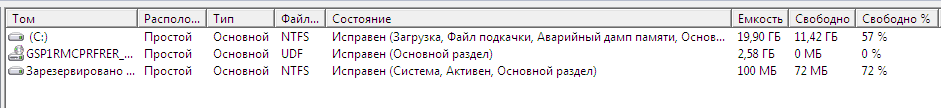 Том Располо... Тип Файл... Состояние Емкость Свободно Свободно %
(C:) Простой Основной NTFS Исправен (Загрузка, Файл подкачки, Аварийный дамп памяти, Основ... 19,90 ГБ 11,42 ГБ 57 %
GSP1RMCPRFRER_... Простой Основной UDF Исправен (Основной раздел) 2,58 ГБ 0 МБ 0 %
Зарезервировано ... Простой Основной NTFS Исправен (Система, Активен, Основной раздел) 100 МБ 72 МБ 72 %